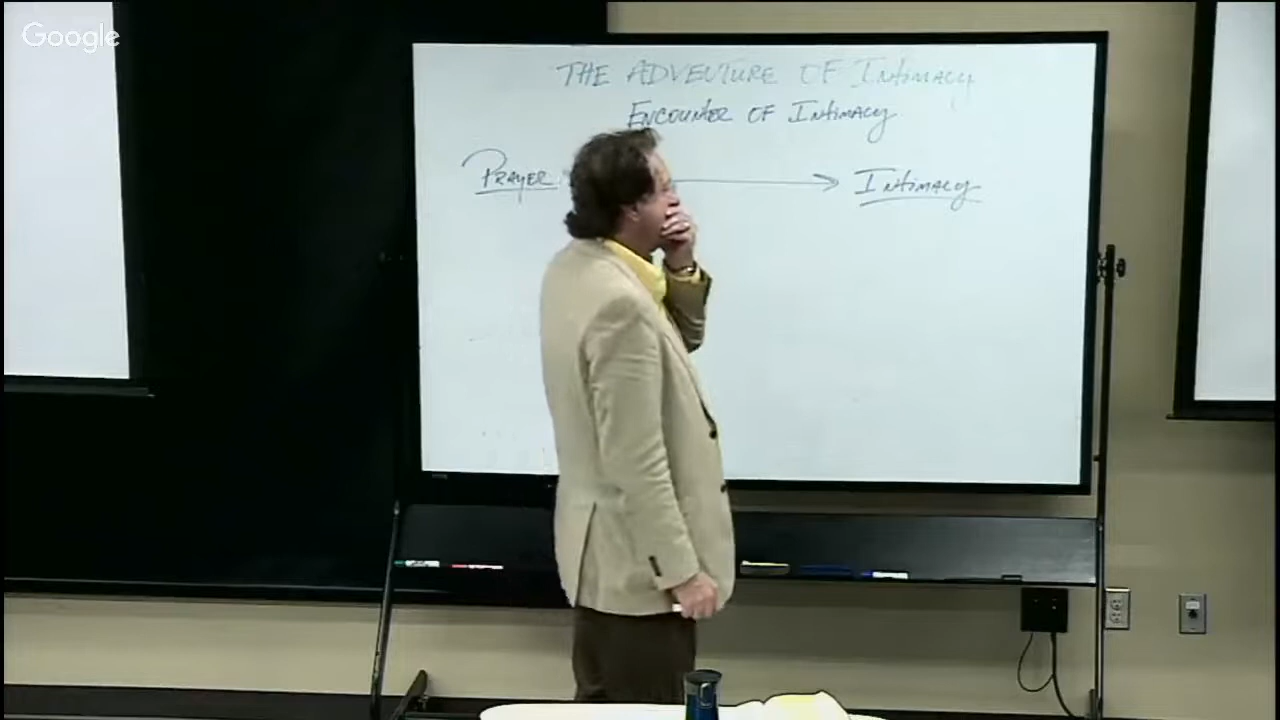 Google
THE ADVENTURE OF INTIMACY
ENCOUNTER OF INTIMACY
PRAYER
INTIMACY